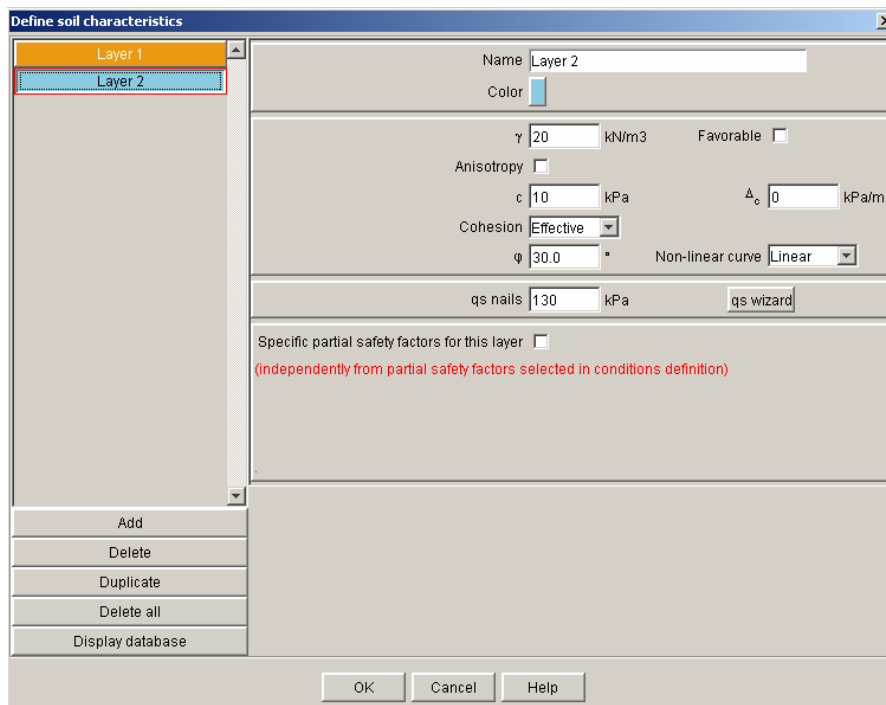 Define soil characteristics
Layer 1
Layer 2
Name Layer 2
Color
γ 20 kN/m3 Favorable
Anisotropy
c 10 kPa Δc 0 kPa/m
Cohesion Effective
φ 30.0 ° Non-linear curve Linear
qs nails 130 kPa qs wizard
Specific partial safety factors for this layer
(independently from partial safety factors selected in conditions definition)
Add
Delete
Duplicate
Delete all
Display database
OK Cancel Help